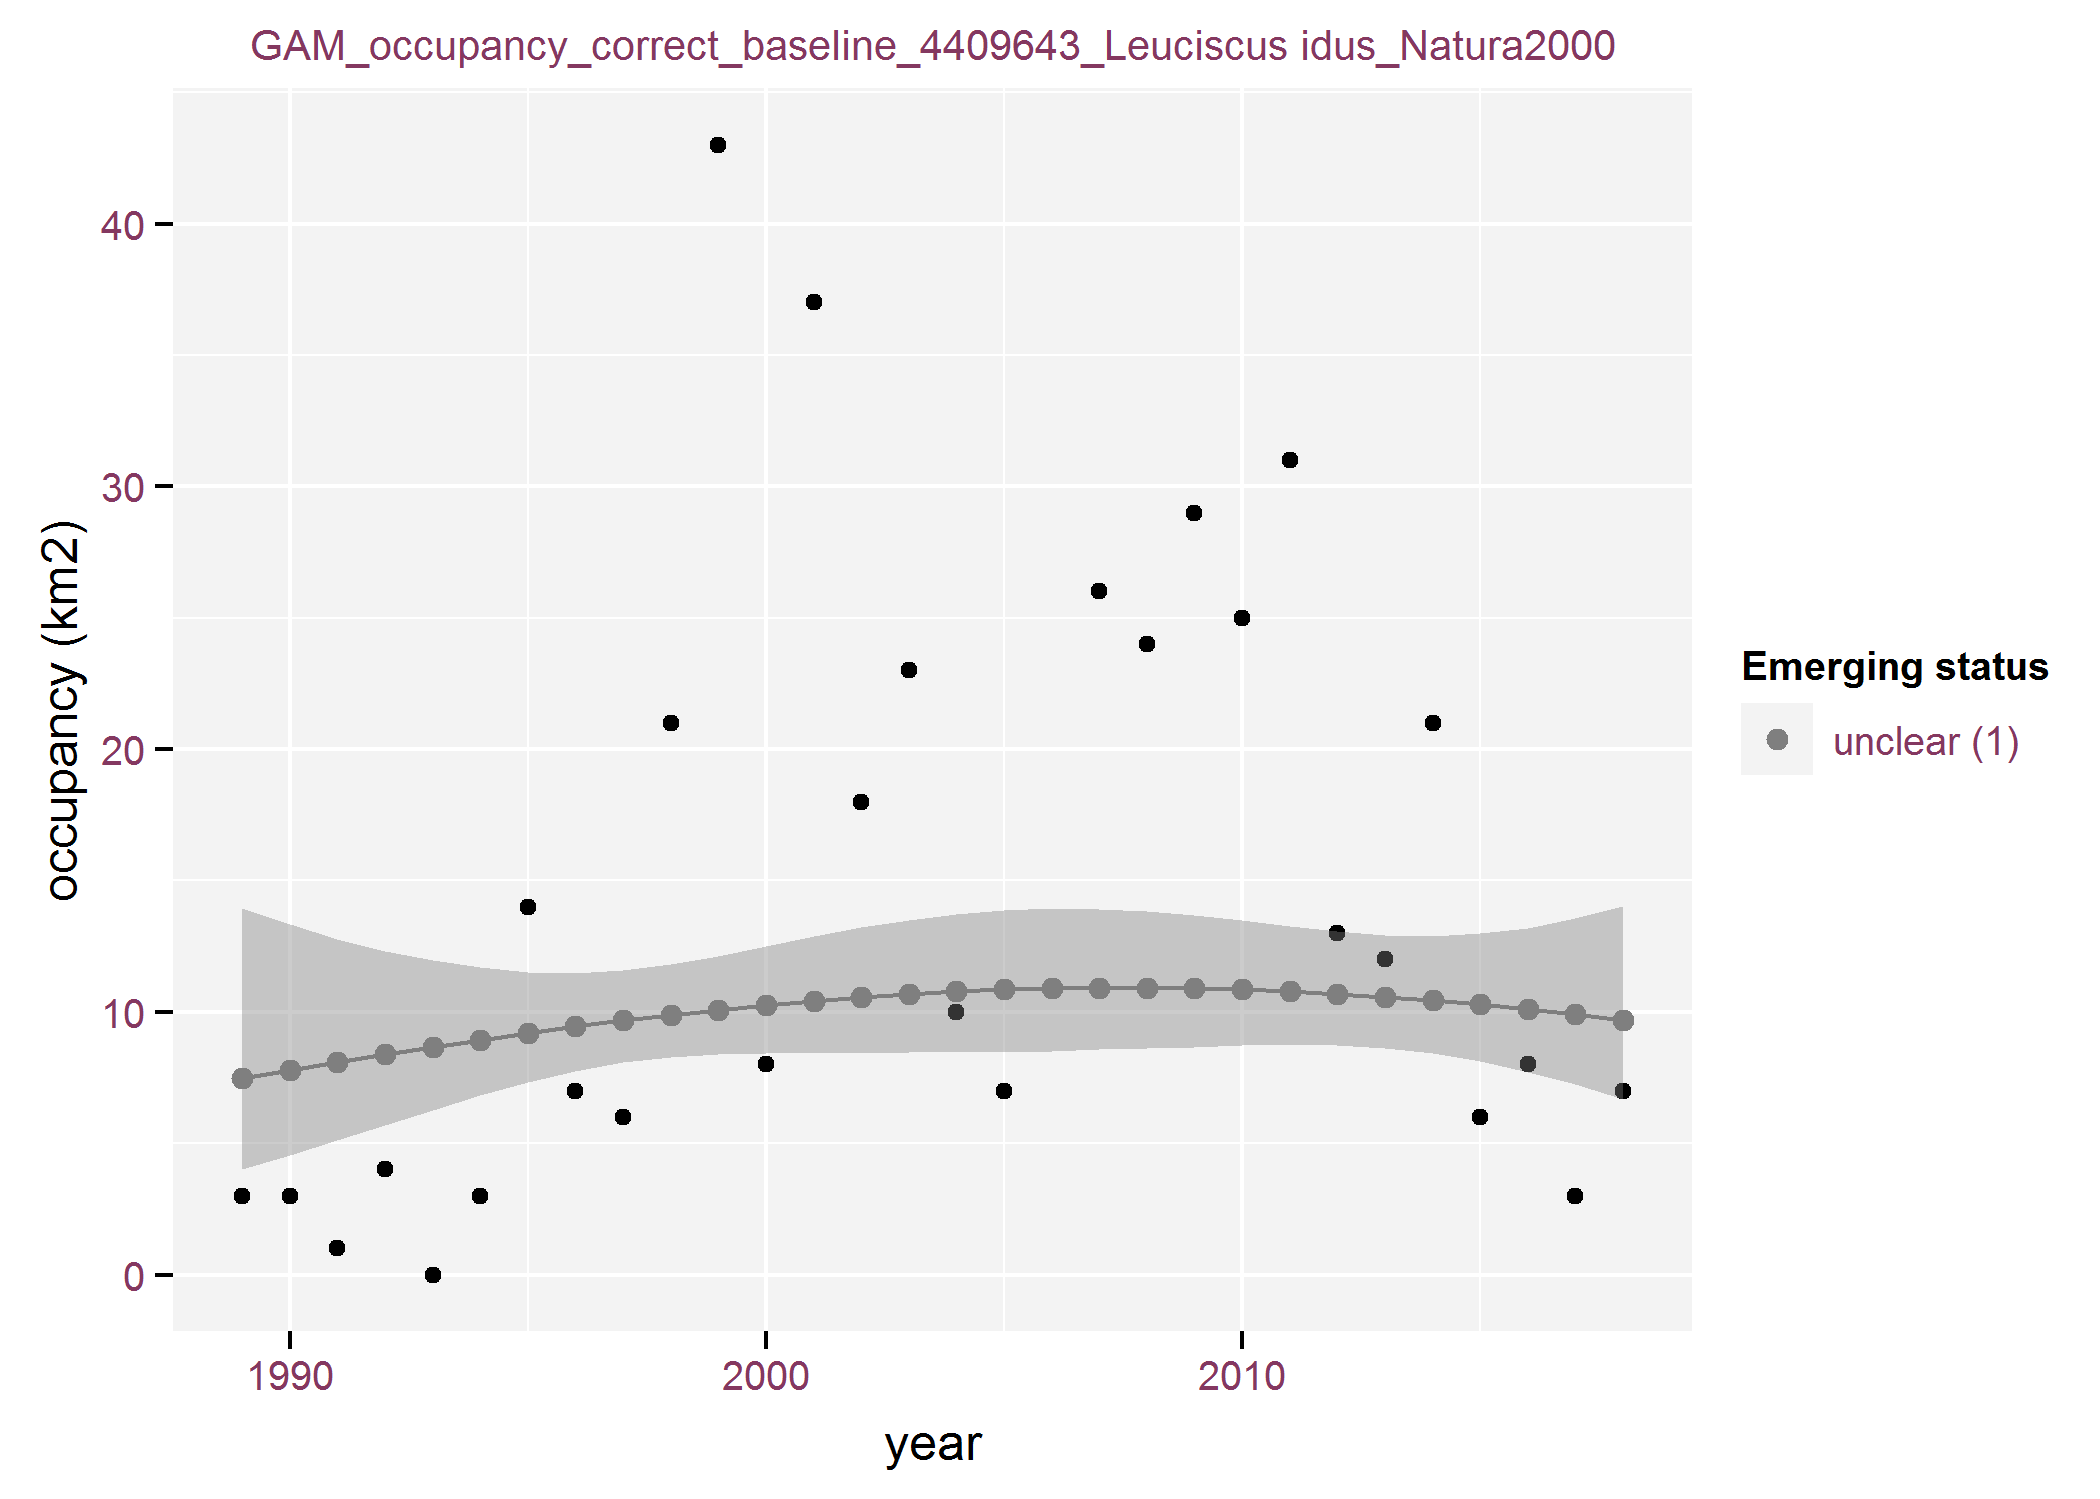 GAM_occupancy_correct_baseline_4409643_Leuciscus idus_Natura2000
40
30
20
10
0
occupancy (km2)
1990
2000
2010
year
Emerging status
unclear (1)